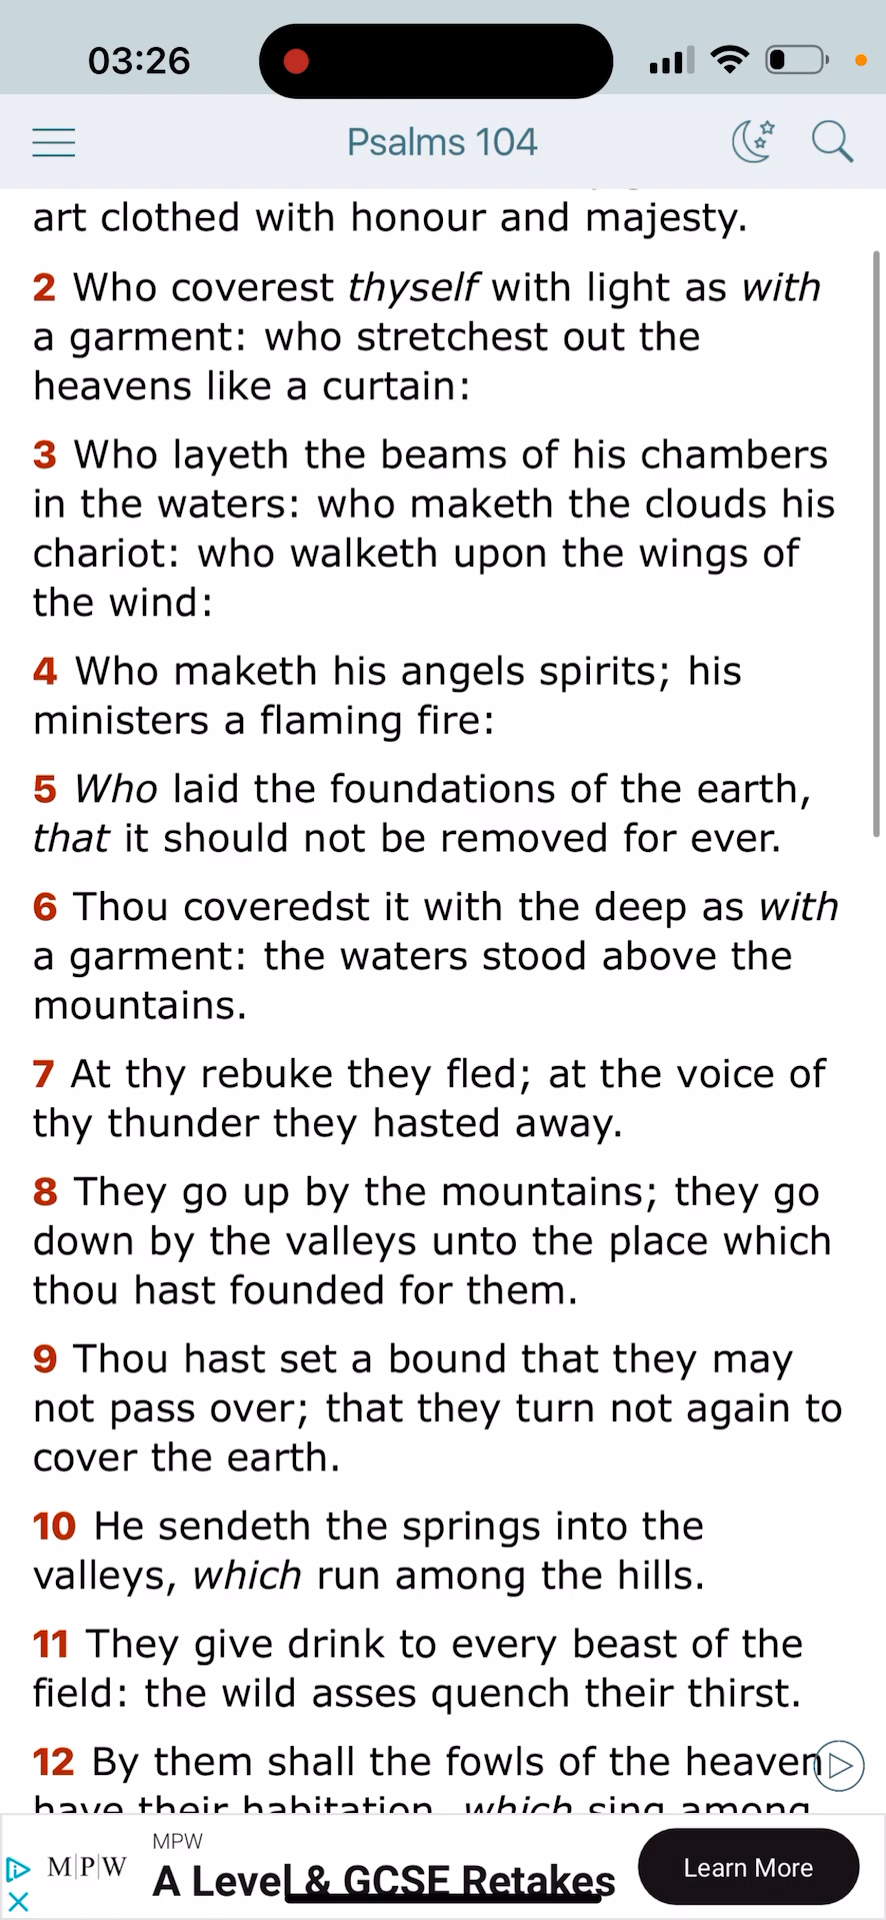 03:26
Psalms 104
art clothed with honour and majesty.
2 Who coverest thyself with light as with
a garment: who stretchest out the
heavens like a curtain:
3 Who layeth the beams of his chambers
in the waters: who maketh the clouds his
chariot: who walketh upon the wings of
the wind:
4 Who maketh his angels spirits; his
ministers a flaming fire:
5 Who laid the foundations of the earth,
that it should not be removed for ever.
6 Thou coveredst it with the deep as with
a garment: the waters stood above the
mountains.
7 At thy rebuke they fled; at the voice of
thy thunder they hasted away.
8 They go up by the mountains; they go
down by the valleys unto the place which
thou hast founded for them.
9 Thou hast set a bound that they may
not pass over; that they turn not again to
cover the earth.
10 He sendeth the springs into the
valleys, which run among the hills.
11 They give drink to every beast of the
field: the wild asses quench their thirst.
12 By them shall the fowls of the heaven
have their habitation, which sing among
MPW
M|P|W
A Level & GCSE Retakes
Learn More